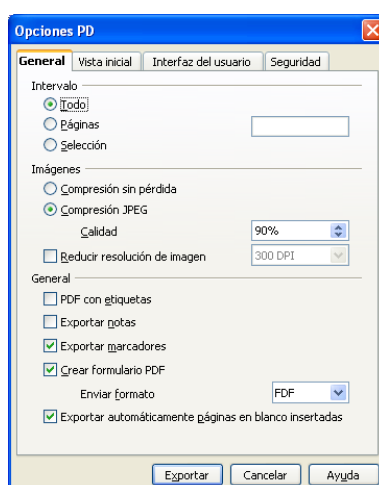 Opciones PD
General Vista inicial Interfaz del usuario Seguridad
Intervalo
Todo
Páginas
Selección
Imágenes
Compresión sin pérdida
Compresión JPEG
Calidad 90%
Reducir resolución de imagen 300 DPI
General
PDF con etiquetas
Exportar notas
Exportar marcadores
Crear formulario PDF
Enviar formato FDF
Exportar automáticamente páginas en blanco insertadas
Exportar Cancelar Ayuda